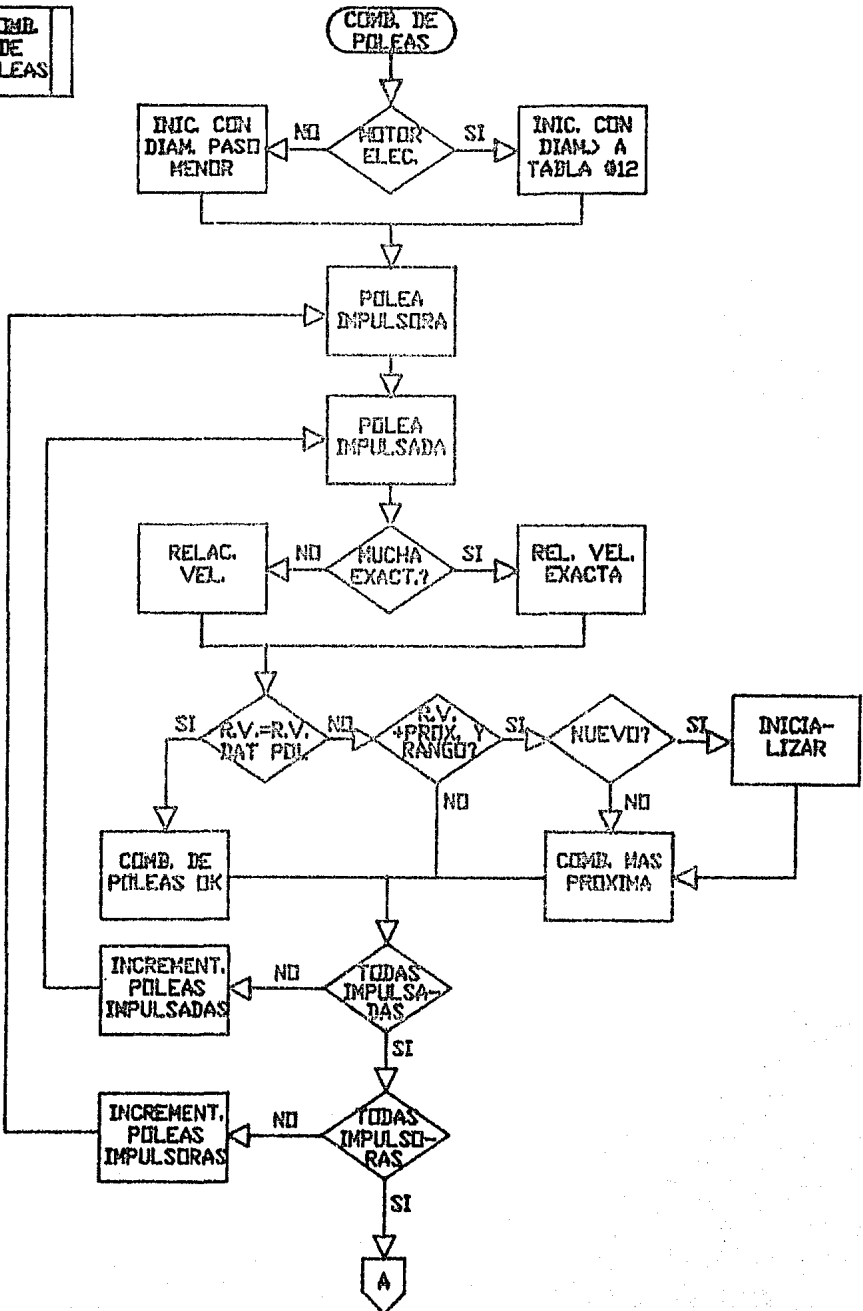 DE
COMB. DE
POLEAS
INIC. CON
DIAM. PASO
MENOR
NO
MOTOR
ELEC.
SI
INIC. CON
DIAM.> A
TABLA @12
POLEA
IMPULSORA
POLEA
IMPULSADA
RELAC.
VEL.
NO
MUCHA
EXACT.?
SI
REL. VEL.
EXACTA
SI
R.V.=R.V.
DAT POL
NO
R.V.
+PROX. Y
RANGO?
SI
NUEVO?
SI
INICIA-
LIZAR
NO
NO
COMB. DE
POLEAS OK
COMB. MAS
PROXIMA
INCREMENT.
POLEAS
IMPULSADAS
NO
TODAS
IMPULSA-
DAS
SI
INCREMENT.
POLEAS
IMPULSORAS
NO
TODAS
IMPULSO-
RAS
SI
A